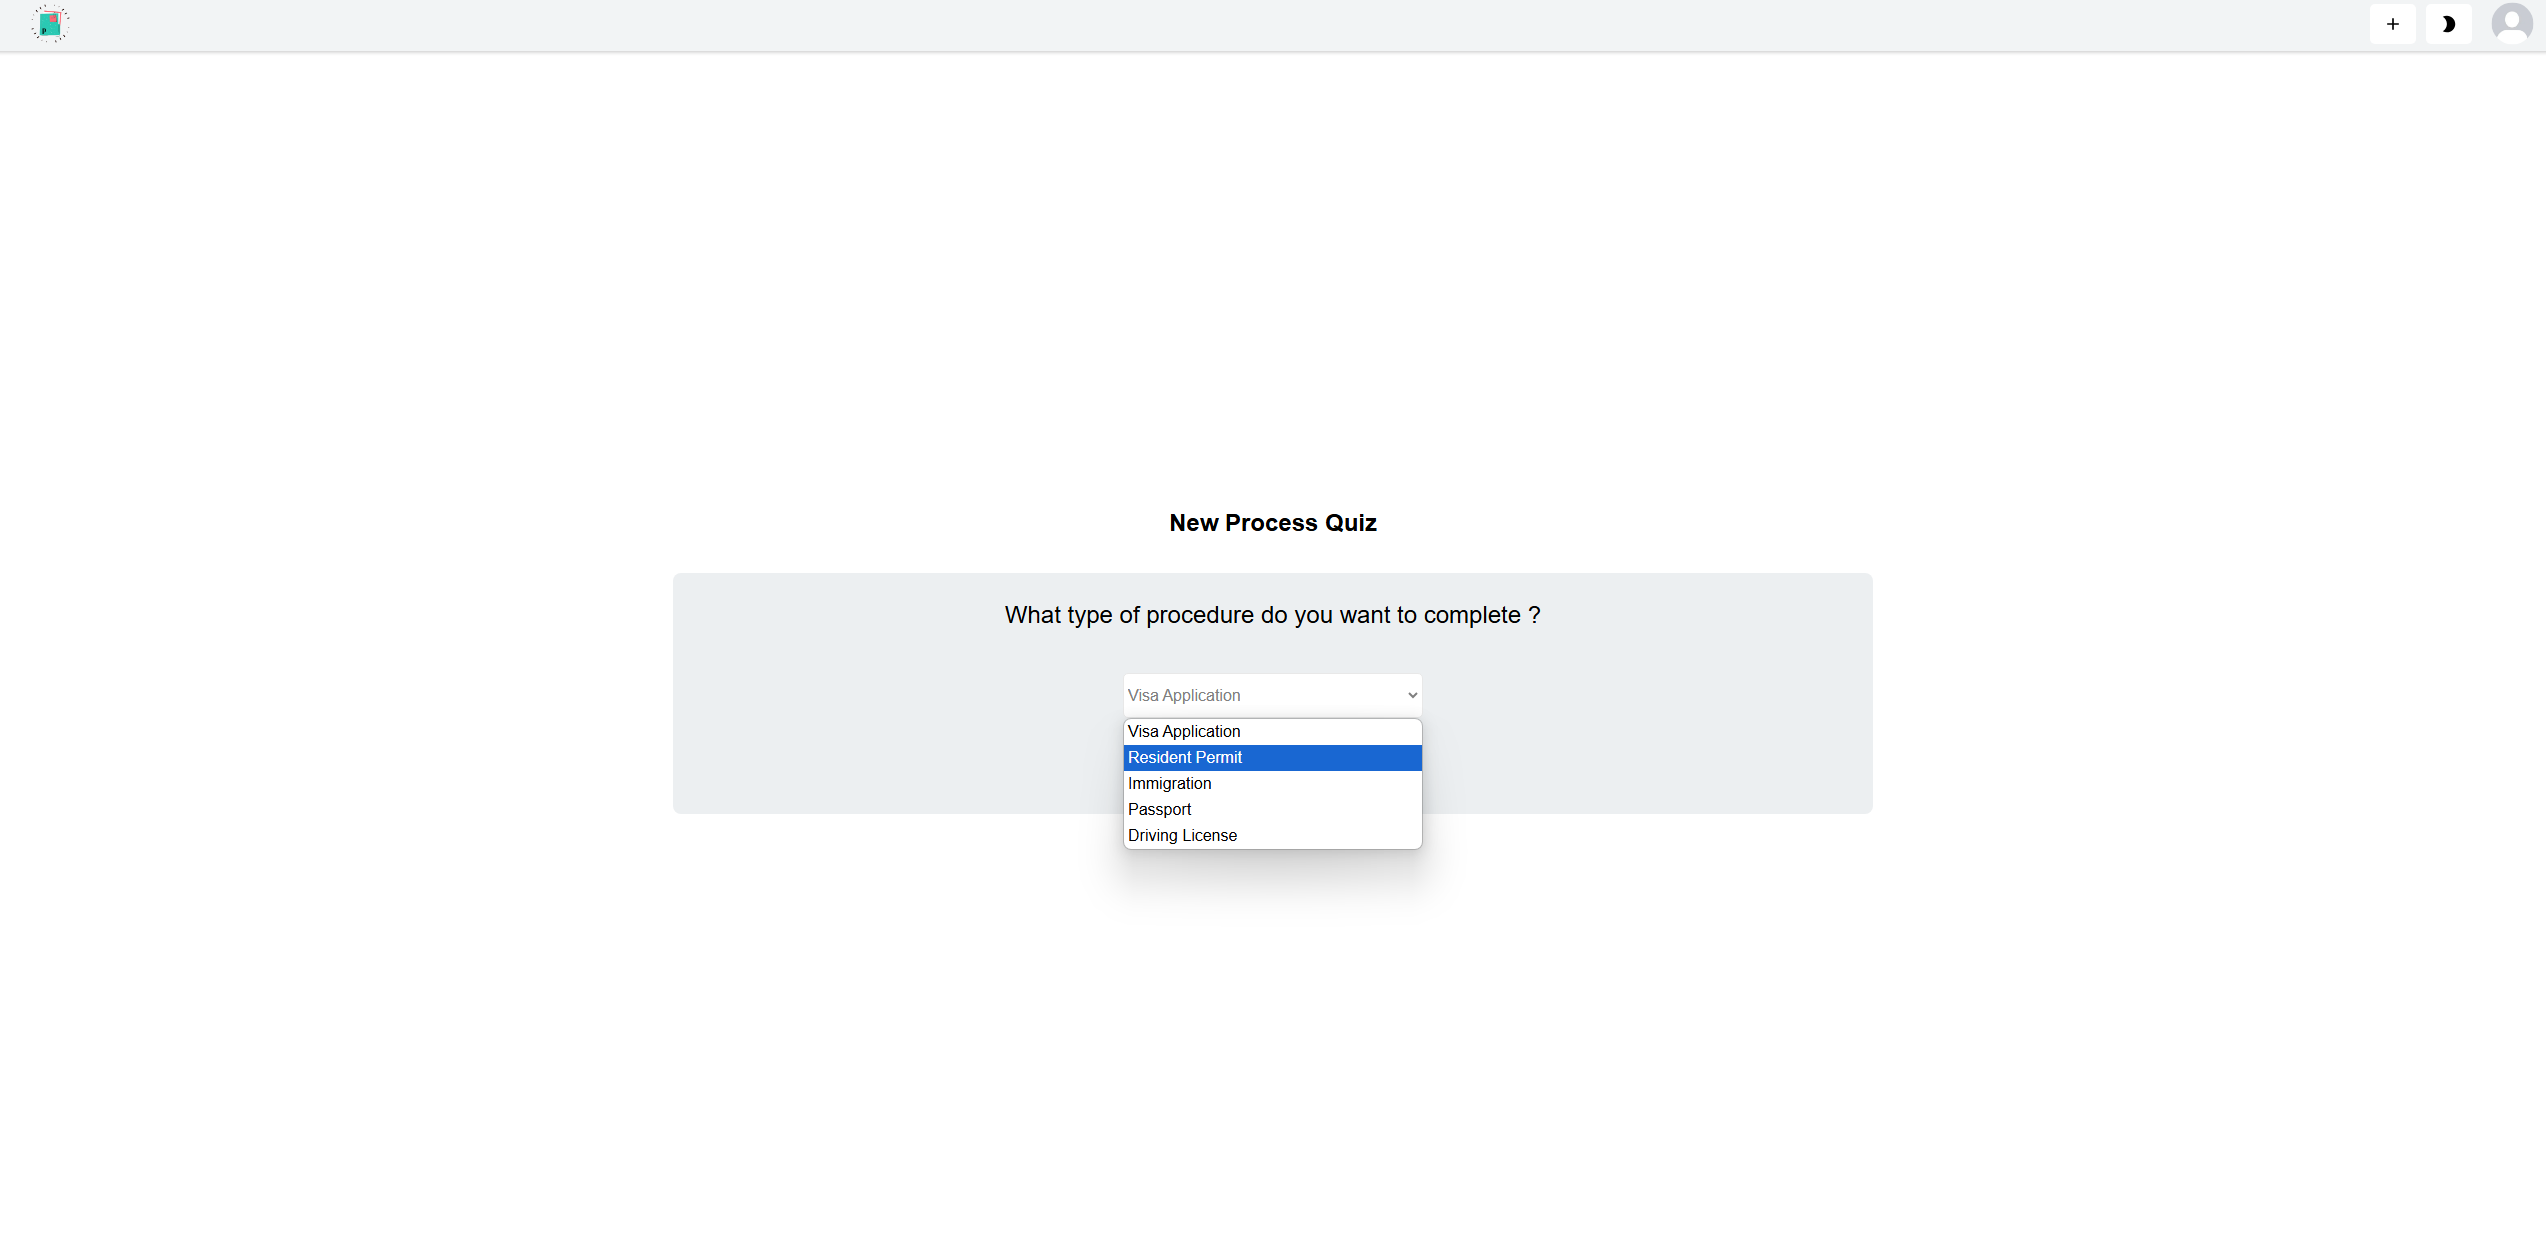 P
New Process Quiz
What type of procedure do you want to complete ?
Visa Application
Visa Application
Resident Permit
Immigration
Passport
Driving License